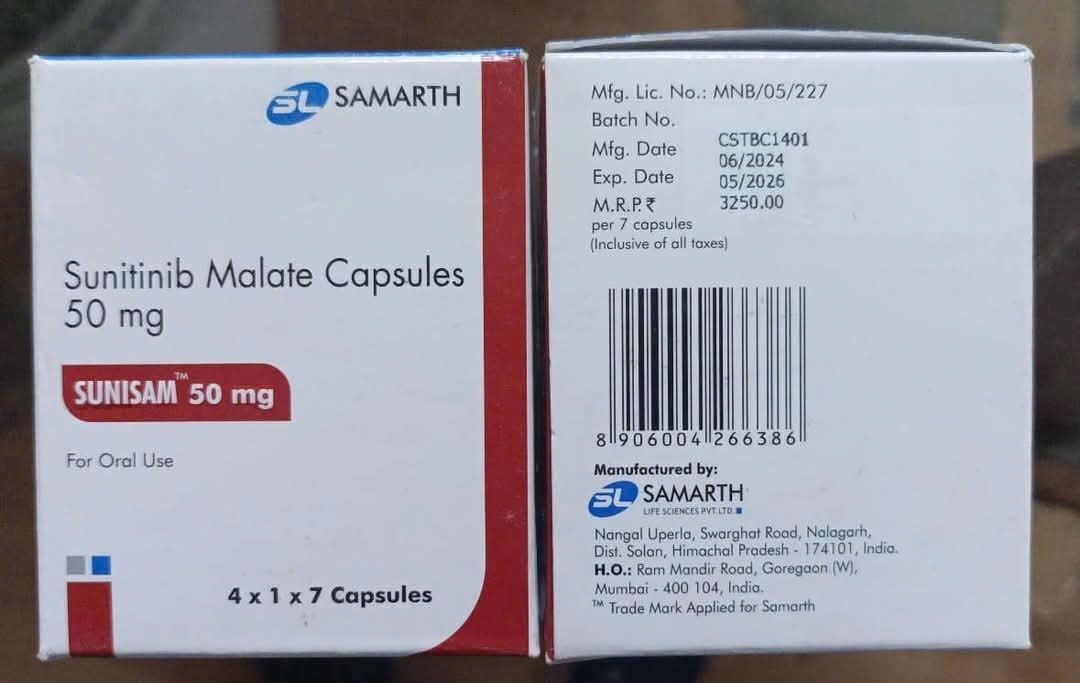 SL SAMARTH
Sunitinib Malate Capsules
50 mg
SUNISAM™ 50 mg
For Oral Use
4 x 1 x 7 Capsules
Mfg. Lic. No.: MNB/05/227
Batch No.
CSTBC1401
Mfg. Date
06/2024
Exp. Date
05/2026
M.R.P. ₹
3250.00
per 7 capsules
(Inclusive of all taxes)
8 906004 266386
Manufactured by:
SL SAMARTH
LIFE SCIENCES PVT.LTD.
Nangal Uperla, Swarghat Road, Nalagarh,
Dist. Solan, Himachal Pradesh - 174101, India.
H.O.: Ram Mandir Road, Goregaon (W),
Mumbai - 400 104, India.
™ Trade Mark Applied for Samarth